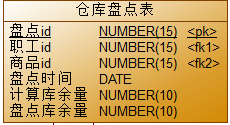 仓库盘点表
盘点id NUMBER(15) <pk>
职工id NUMBER(15) <fk1>
商品id NUMBER(15) <fk2>
盘点时间 DATE
计算库余量 NUMBER(10)
盘点库余量 NUMBER(10)